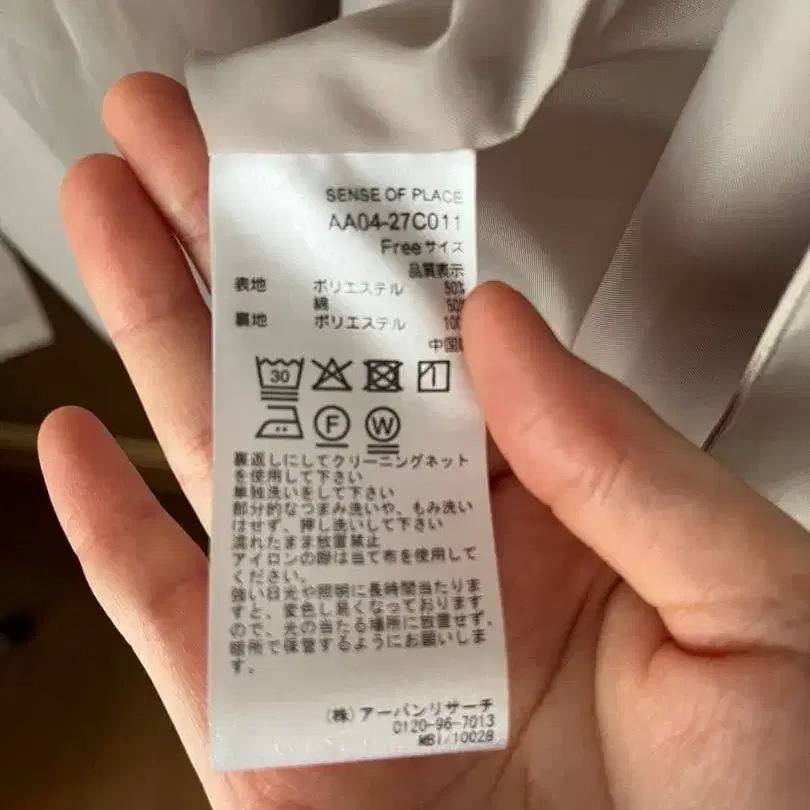 SENSE OF PLACE
AA04-27C011
Freeサイズ
品質表示
表地 ポリエステル 50%
綿 50%
裏地 ポリエステル 100
中国
30
F W
裏返しにしてクリーニングネット
を使用して下さい
単独洗いをして下さい
部分的なつまみ洗いや、もみ洗い
はせず、押し洗いして下さい
濡れたまま放置禁止
アイロンの際は当て布を使用して
ください。
強い日光や照明に長時間当たりま
すと、変色し易くなっております
ので、光の当たる場所に放置せず、
暗所で保管するようにお願いしま
す。
(株)アーバンリサーチ
0120-96-7013
MBI/10028